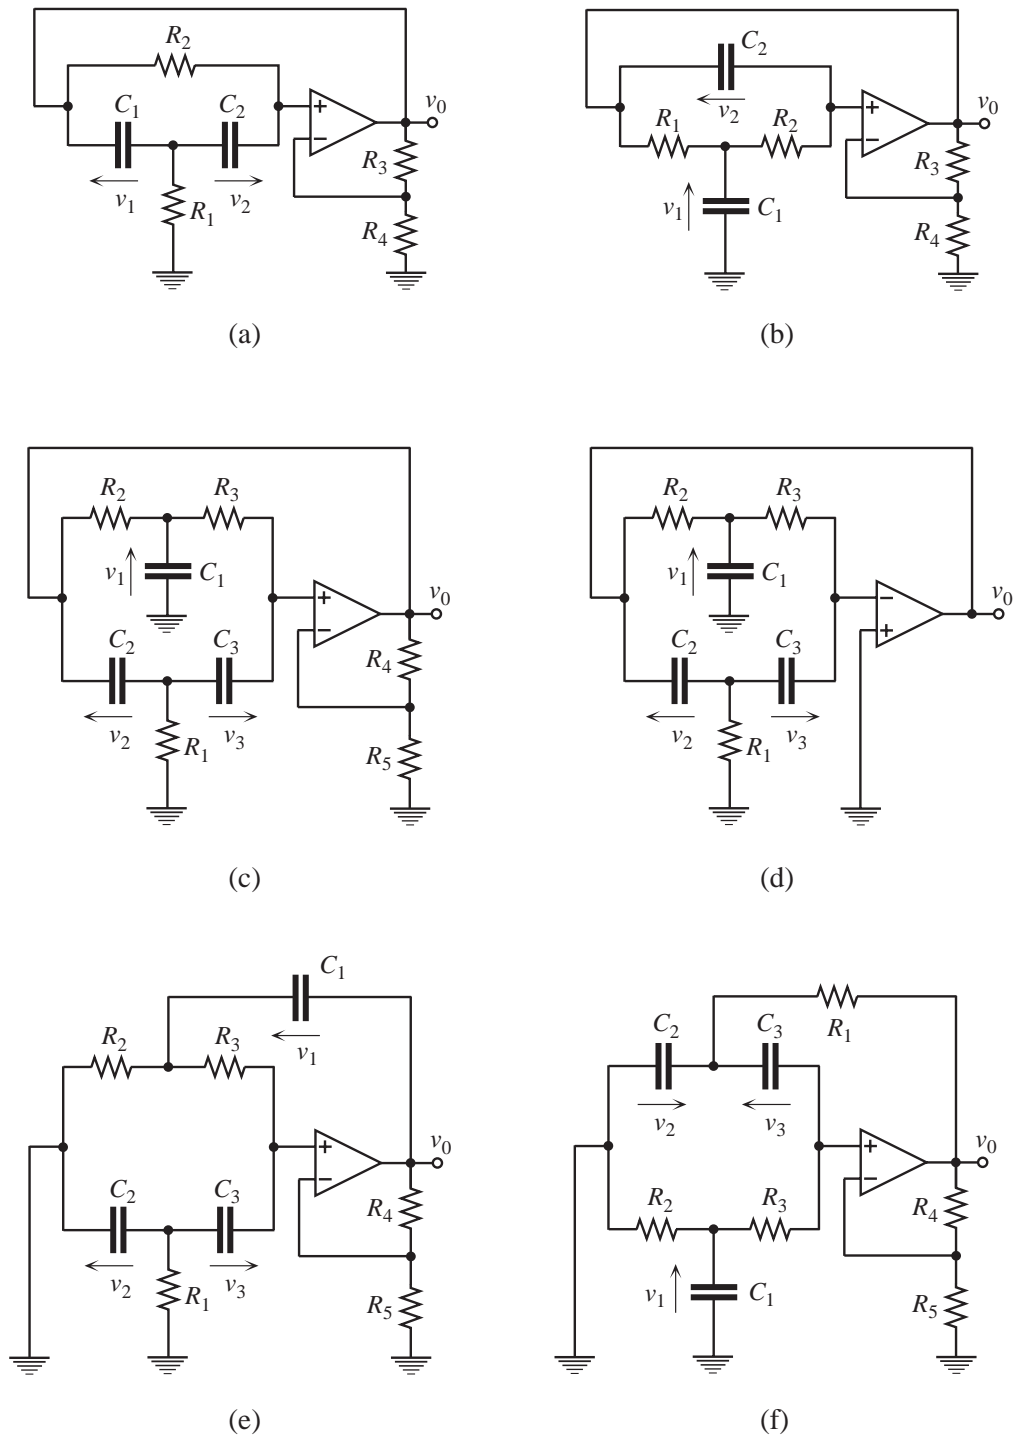 R2 C2
C1 C2 + v0 R1 v2 R2 + v0
− −
v1 v2 R3 v1 C1 R3
R1 R4 R4
(a) (b)
R2 R3 R2 R3
v1 C1 v1 C1
C2 C3 + v0 C2 C3 − v0
− R4 +
v2 v3 v2 v3
R1 R5 R1
(c) (d)
C1
v1 R1
R2 R3 C2 C3
v2 v3
+ v0 + v0
− −
C2 C3 R4 R2 R3 R4
v2 v3
R1 R5 v1 C1 R5
(e) (f)